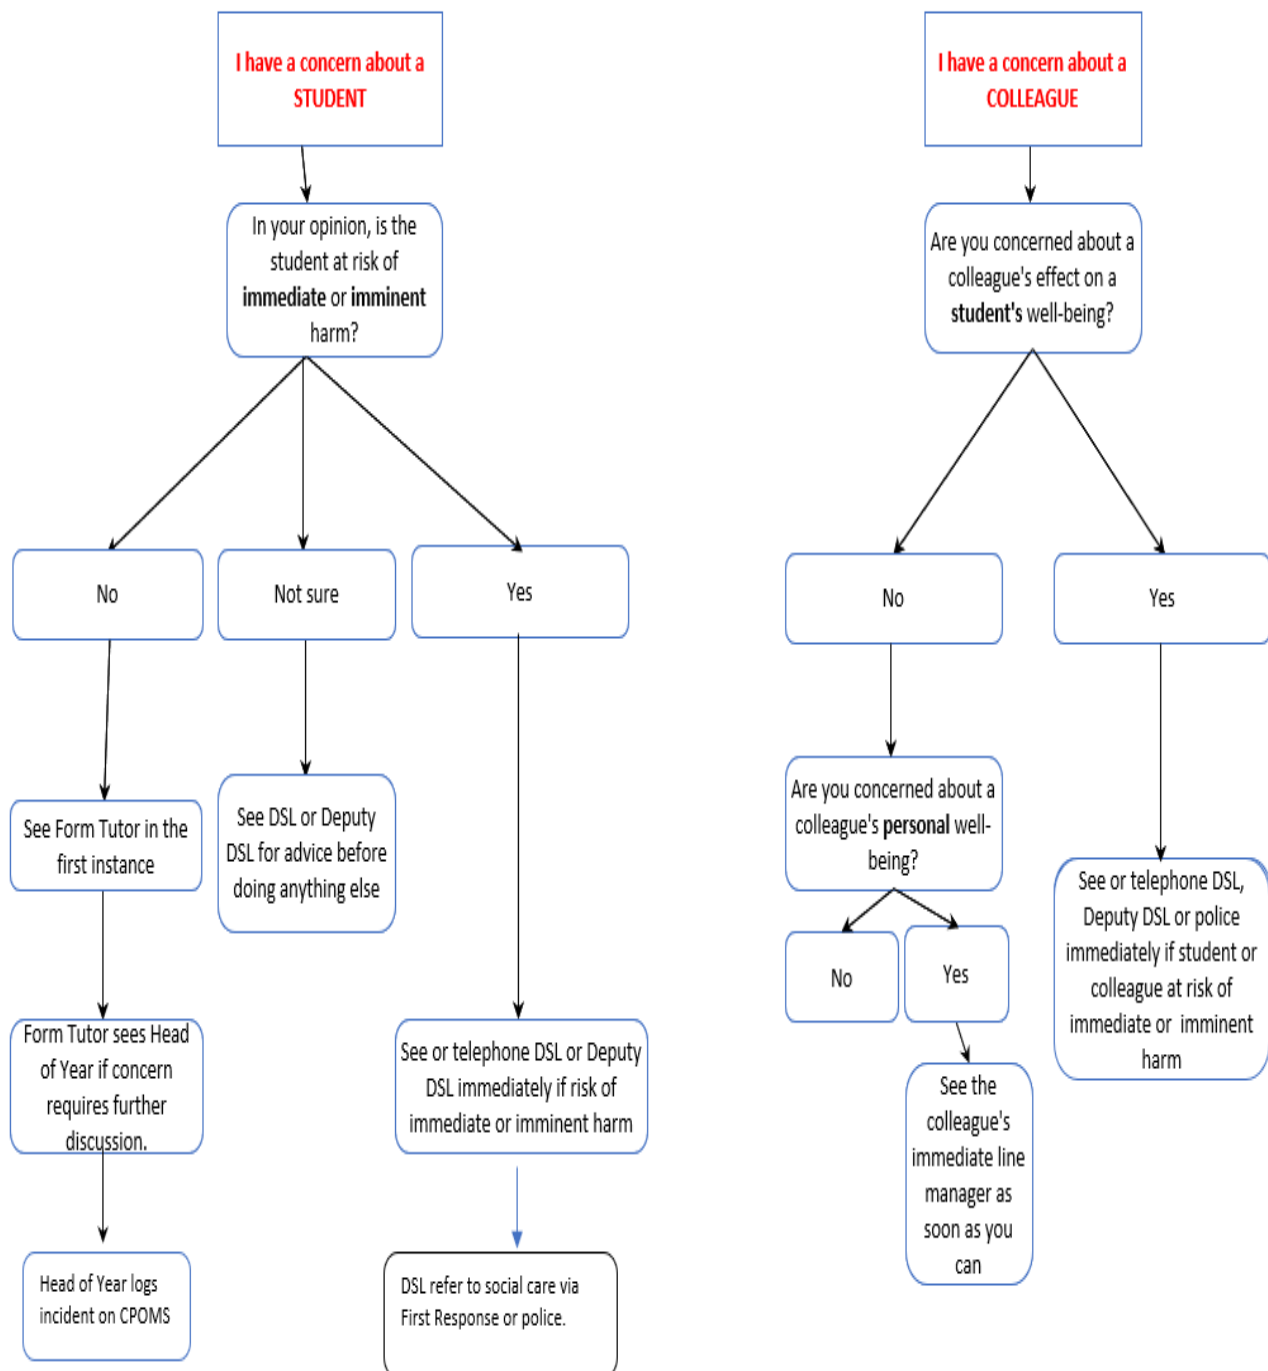 I have a concern about a
STUDENT
In your opinion, is the
student at risk of
immediate or imminent
harm?
No
Not sure
Yes
See Form Tutor in the
first instance
See DSL or Deputy
DSL for advice before
doing anything else
Form Tutor sees Head
of Year if concern
requires further
discussion.
See or telephone DSL or Deputy
DSL immediately if risk of
immediate or imminent harm
Head of Year logs
incident on CPOMS
DSL refer to social care via
First Response or police.
I have a concern about a
COLLEAGUE
Are you concerned about a
colleague's effect on a
student's well-being?
No
Yes
Are you concerned about a
colleague's personal well-
being?
No
Yes
See or telephone DSL,
Deputy DSL or police
immediately if student or
colleague at risk of
immediate or imminent
harm
See the
colleague's
immediate line
manager as
soon as you
can